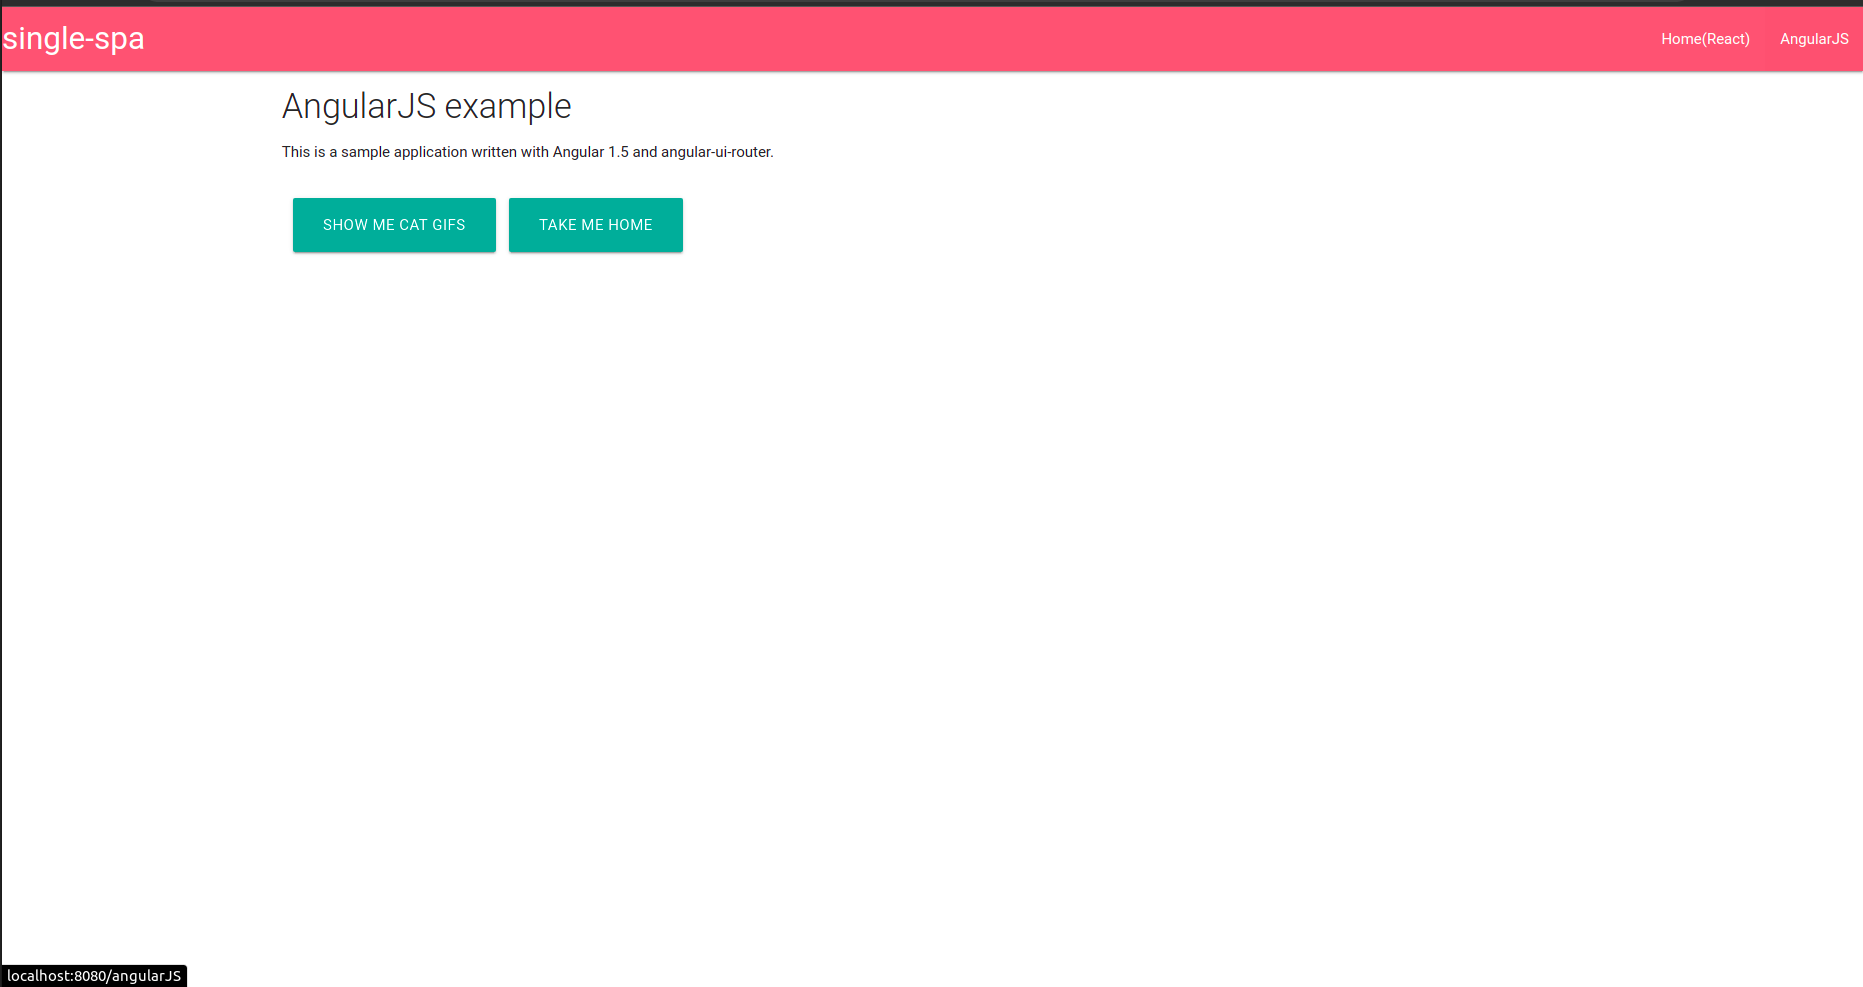 single-spa
Home(React) AngularJS
AngularJS example
This is a sample application written with Angular 1.5 and angular-ui-router.
SHOW ME CAT GIFS TAKE ME HOME
localhost:8080/angularJS